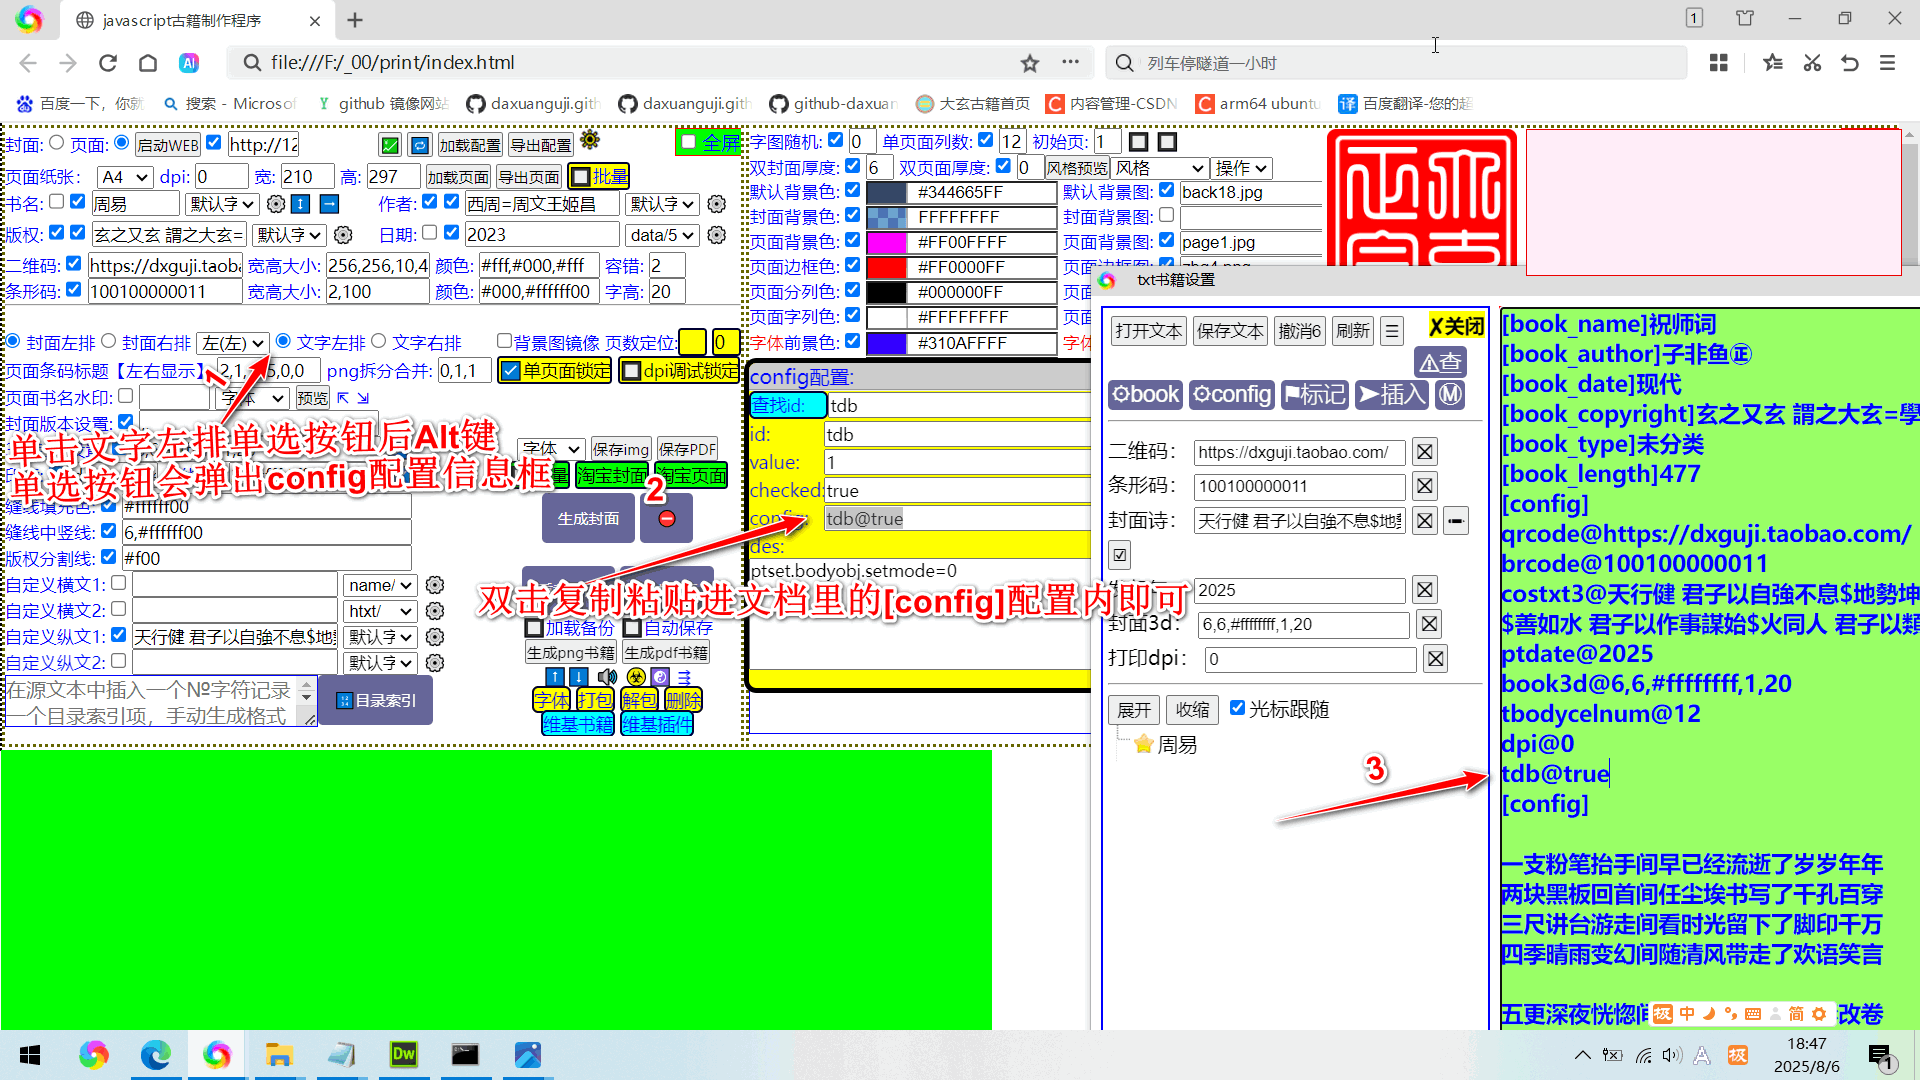 javascript古籍制作程序
file:///F:/_00/print/index.html
列车停隧道一小时
百度一下，你就
搜索 - Microsof
github 镜像网站
daxuanguji.gith
daxuanguji.gith
github-daxuan
大玄古籍首页
内容管理-CSDN
arm64 ubuntu
百度翻译-您的超
封面: 页面: 启动WEB http://12 加载配置 导出配置 全屏
页面纸张: A4 dpi: 0 宽: 210 高: 297 加载页面 导出页面 批量
书名: 周易 默认字 作者: 西周=周文王姬昌 默认字
版权: 玄之又玄 謂之大玄= 默认字 日期: 2023 data/5
二维码: https://dxguji.taoba 宽高大小: 256,256,10,4 颜色: #fff,#000,#fff 容错: 2
条形码: 100100000011 宽高大小: 2,100 颜色: #000,#ffffff00 字高: 20
封面左排 封面右排 左(左) 文字左排 文字右排 背景图镜像 页数定位: 0
页面条码标题【左右显示】 png拆分合并: 0,1,1 单页面锁定 dpi调试锁定
页面书名水印: 字体 预览
封面版本设置:
单击文字左排单选按钮后Alt键
单选按钮会弹出config配置信息框
字体 保存img 保存PDF
淘宝封面 淘宝页面
缝线填充色: #ffffff00
缝线中竖线: 6,#ffffff00
版权分割线: #f00
生成封面
自定义横文1: name/
自定义横文2: htxt/
自定义纵文1: 天行健 君子以自強不息$地勢 默认字
自定义纵文2: 默认字
在源文本中插入一个№字符记录
一个目录索引项，手动生成格式
目录索引
加载备份 自动保存
生成png书籍 生成pdf书籍
字体 打包 解包 删除
维基书籍 维基插件
字图随机: 0 单页面列数: 12 初始页: 1
双封面厚度: 6 双页面厚度: 0 风格预览 风格 操作
默认背景色: #344665FF 默认背景图: back18.jpg
封面背景色: FFFFFFFF 封面背景图:
页面背景色: #FF00FFFF 页面背景图: page1.jpg
页面边框色: #FF0000FF
页面分列色: #000000FF
页面字列色: #FFFFFFFF
字体前景色: #310AFFFF
config配置:
查找id: tdb
id: tdb
value: 1
checked: true
config: tdb@true
des:
ptset.bodyobj.setmode=0
1
2
3
双击复制粘贴进文档里的[config]配置内即可
txt书籍设置
打开文本 保存文本 撤消6 刷新 ☰ ✗关闭
⚠查
⚙book ⚙config 标记 ➤插入 Ⓜ
二维码: https://dxguji.taobao.com/
条形码: 100100000011
封面诗: 天行健 君子以自強不息$地勢
2025
封面3d: 6,6,#ffffffff,1,20
打印dpi: 0
展开 收缩 光标跟随
周易
[book_name]祝师词
[book_author]子非鱼㊣
[book_date]现代
[book_copyright]玄之又玄 謂之大玄=學
[book_type]未分类
[book_length]477
[config]
qrcode@https://dxguji.taobao.com/
brcode@100100000011
costxt3@天行健 君子以自強不息$地勢坤
$善如水 君子以作事謀始$火同人 君子以類
ptdate@2025
book3d@6,6,#ffffffff,1,20
tbodycelnum@12
dpi@0
tdb@true
[config]
一支粉笔抬手间早已经流逝了岁岁年年
两块黑板回首间任尘埃书写了千孔百穿
三尺讲台游走间看时光留下了脚印千万
四季晴雨变幻间随清风带走了欢语笑言
五更深夜恍惚间
改卷
极 中 简
18:47
2025/8/6
1